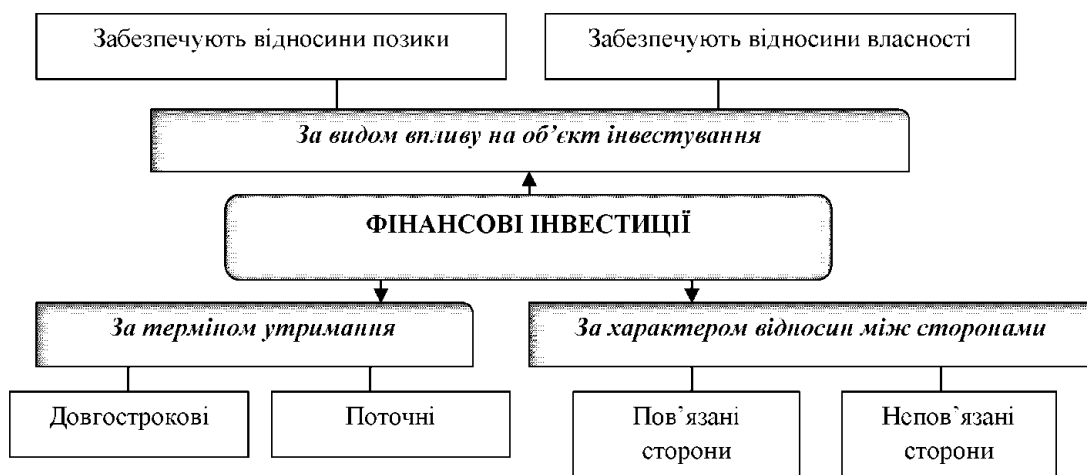 Забезпечують відносини позики
Забезпечують відносини власності
За видом впливу на об’єкт інвестування
ФІНАНСОВІ ІНВЕСТИЦІЇ
За терміном утримання
За характером відносин між сторонами
Довгострокові
Поточні
Пов’язані
сторони
Непов’язані
сторони